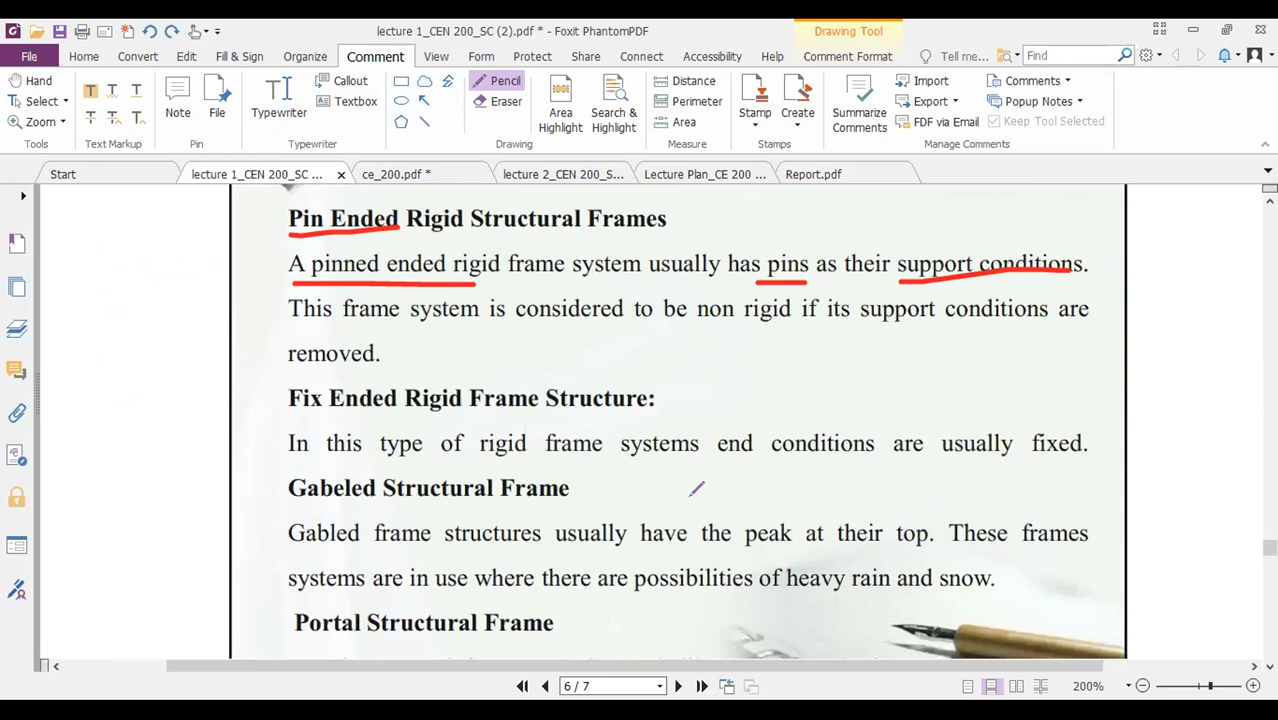 lecture 1_CEN 200_SC (2).pdf * - Foxit PhantomPDF
Drawing Tool
File Home Convert Edit Fill & Sign Organize Comment View Form Protect Share Connect Accessibility Help Comment Format Tell me... Find
Hand
Select
Zoom
Tools
Text Markup
Note
File
Pin
Typewriter
Callout
Textbox
Typewriter
Pencil
Eraser
Area Highlight
Search & Highlight
Drawing
Distance
Perimeter
Area
Measure
Stamp
Create
Stamps
Summarize Comments
Import
Export
FDF via Email
Comments
Popup Notes
Keep Tool Selected
Manage Comments
Start
lecture 1_CEN 200_SC ...
ce_200.pdf *
lecture 2_CEN 200_S...
Lecture Plan_CE 200 ...
Report.pdf
Pin Ended Rigid Structural Frames
A pinned ended rigid frame system usually has pins as their support conditions.
This frame system is considered to be non rigid if its support conditions are
removed.
Fix Ended Rigid Frame Structure:
In this type of rigid frame systems end conditions are usually fixed.
Gabeled Structural Frame
Gabled frame structures usually have the peak at their top. These frames
systems are in use where there are possibilities of heavy rain and snow.
Portal Structural Frame
6 / 7
200%